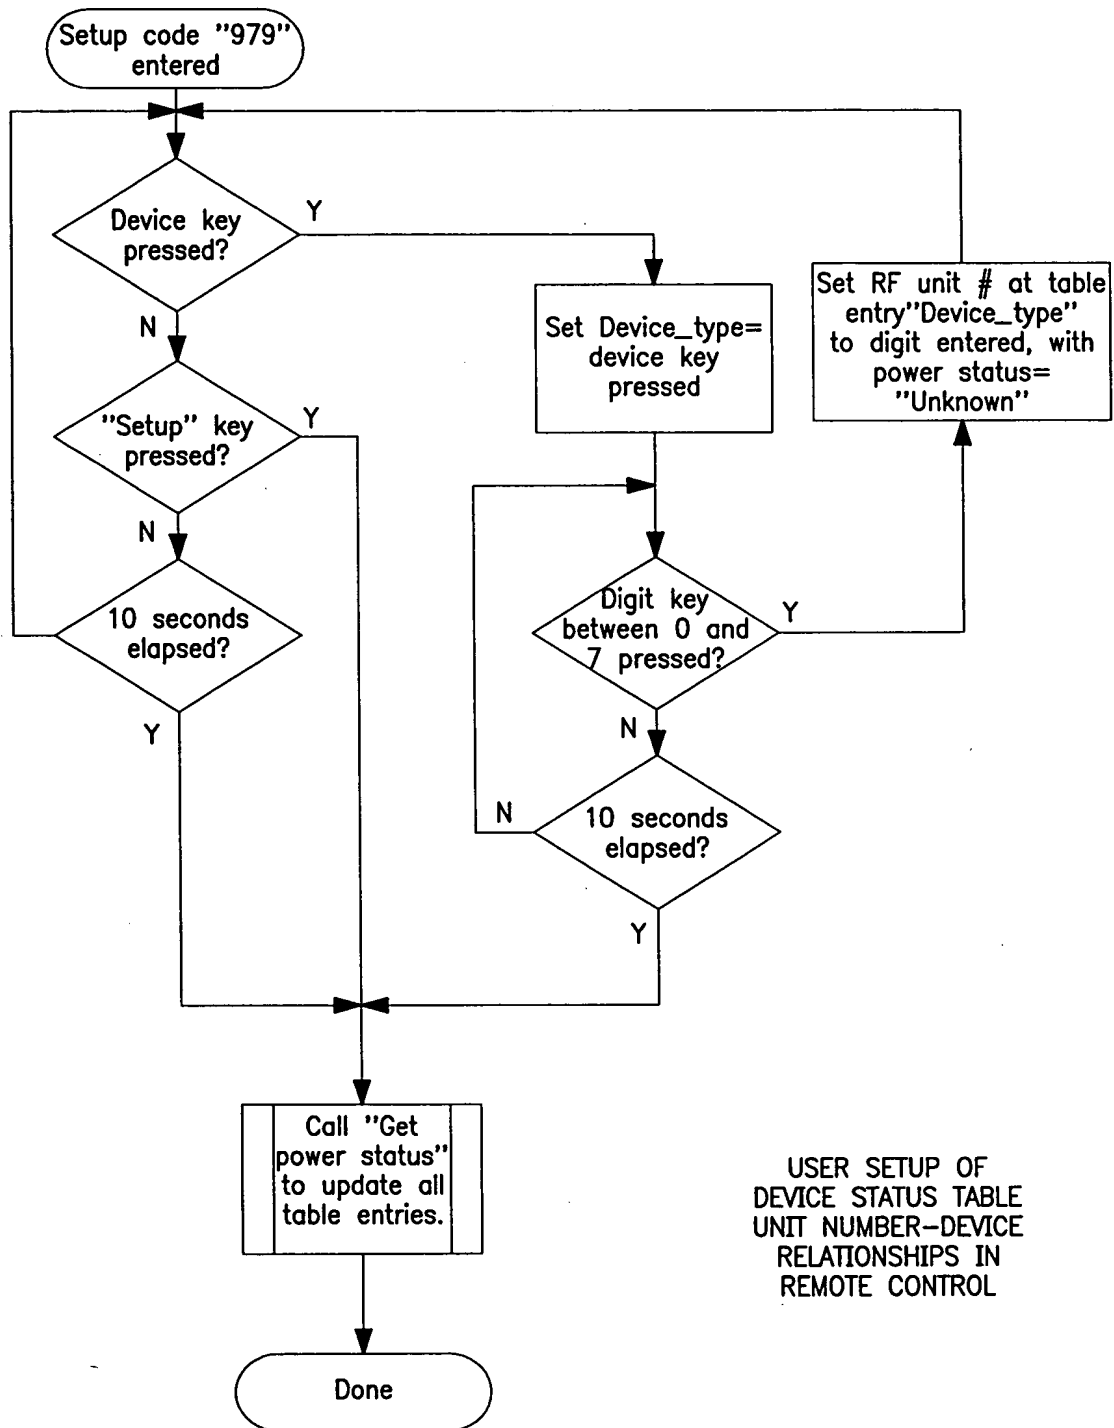 Setup code "979"
entered
Device key
pressed?
Y
N
"Setup" key
pressed?
Y
N
10 seconds
elapsed?
Y
Set Device_type=
device key
pressed
Set RF unit # at table
entry"Device_type"
to digit entered, with
power status=
"Unknown"
Digit key
between 0 and
7 pressed?
Y
N
10 seconds
elapsed?
N
Y
Call "Get
power status"
to update all
table entries.
Done
USER SETUP OF
DEVICE STATUS TABLE
UNIT NUMBER-DEVICE
RELATIONSHIPS IN
REMOTE CONTROL